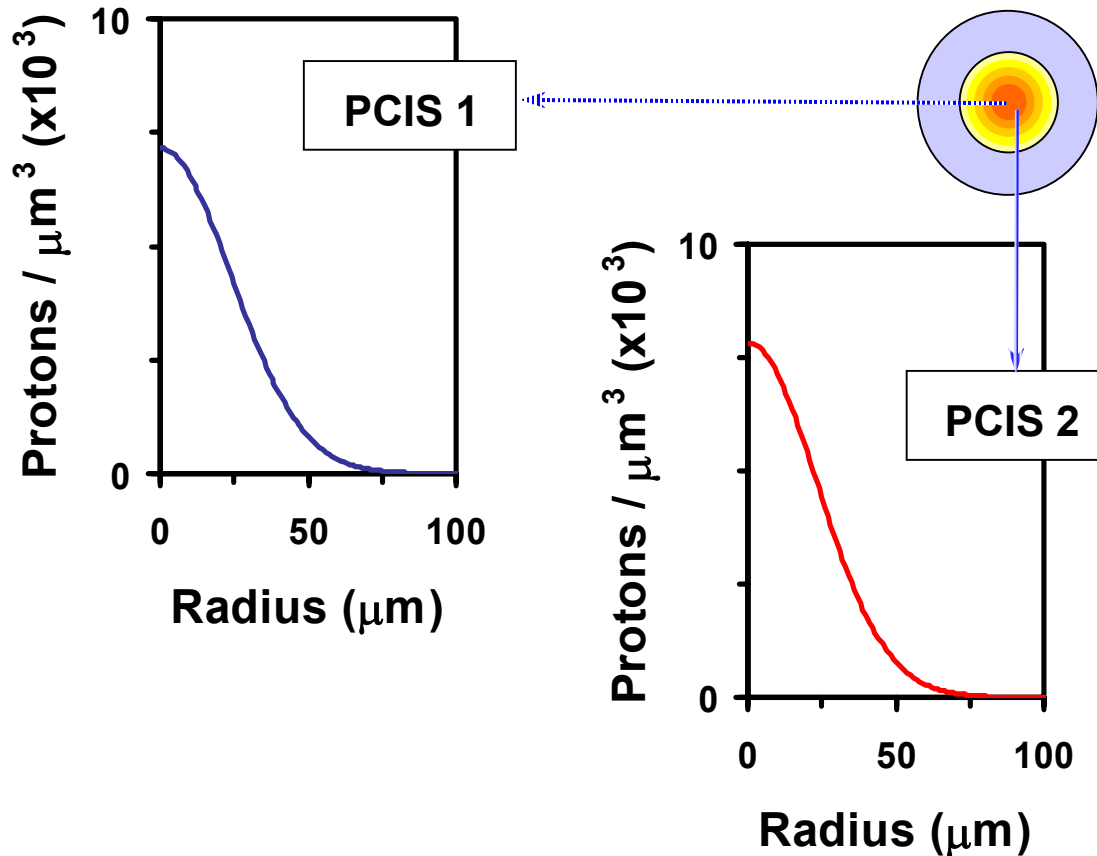 10
Protons / μm³ (x10³)
PCIS 1
0
0 50 100
Radius (μm)
10
Protons / μm³ (x10³)
PCIS 2
0
0 50 100
Radius (μm)